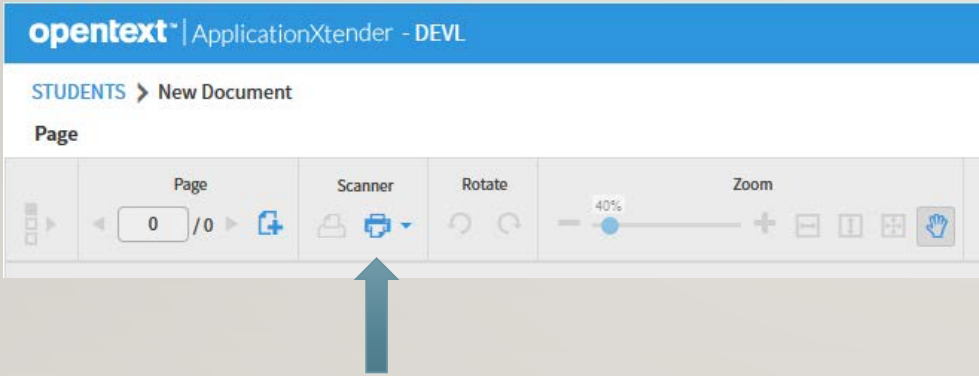 opentext™ | ApplicationXtender - DEVL
STUDENTS > New Document
Page
Page Scanner Rotate Zoom
0 /0 40%